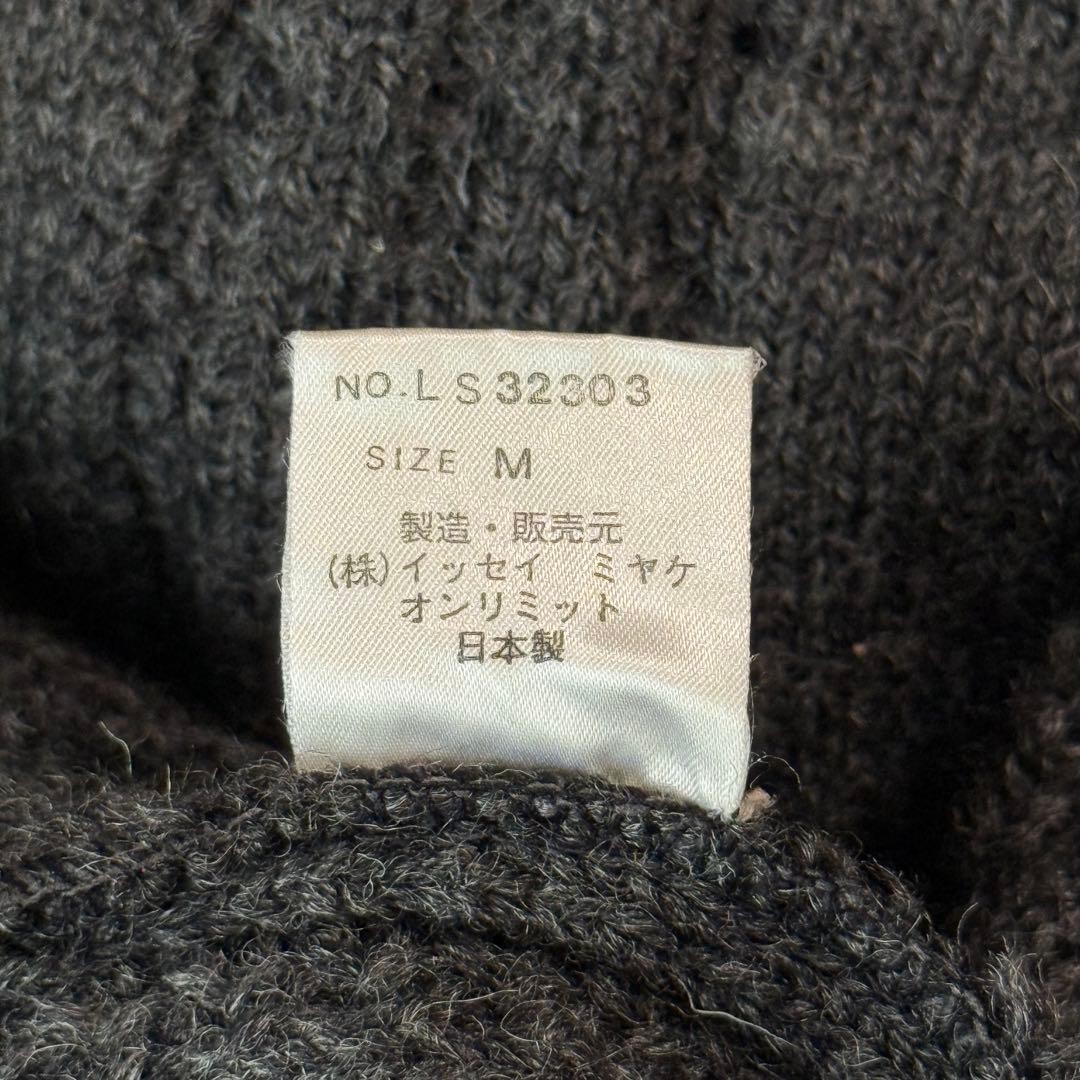 NO.LS32303
SIZE M
製造・販売元
(株)イッセイ ミヤケ
オンリミット
日本製